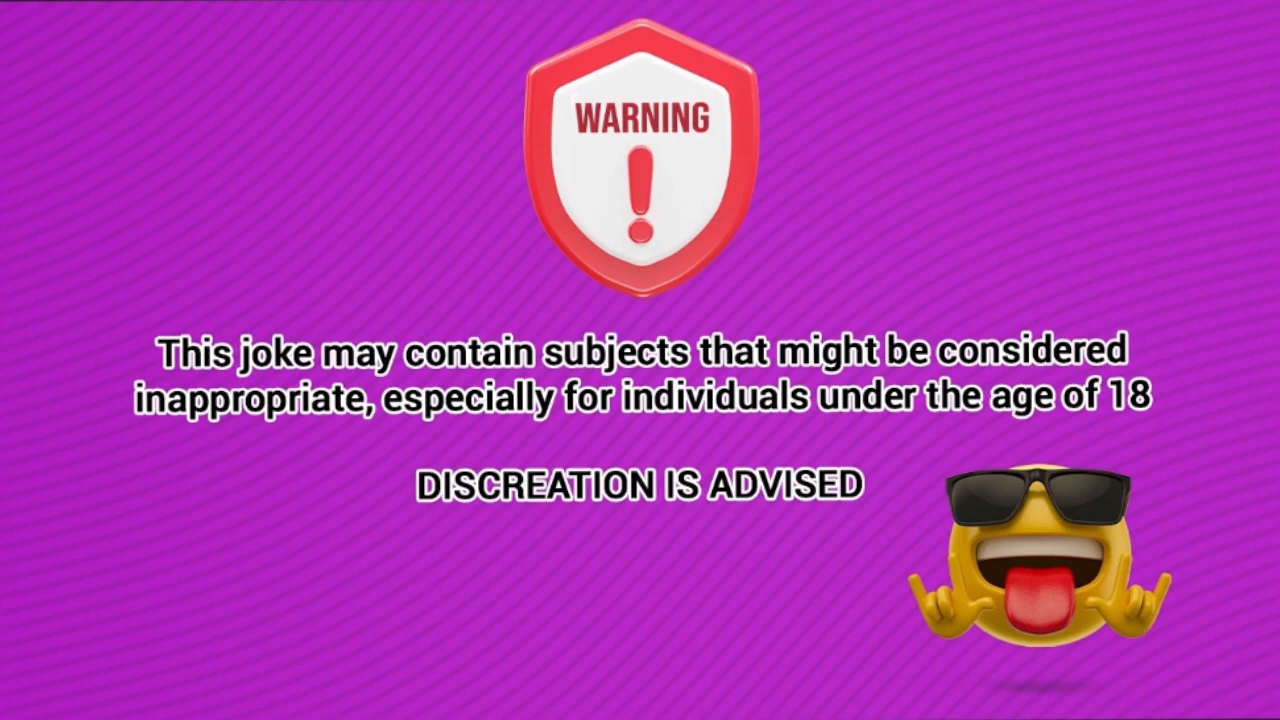 WARNING
This joke may contain subjects that might be considered
inappropriate, especially for individuals under the age of 18
DISCREATION IS ADVISED